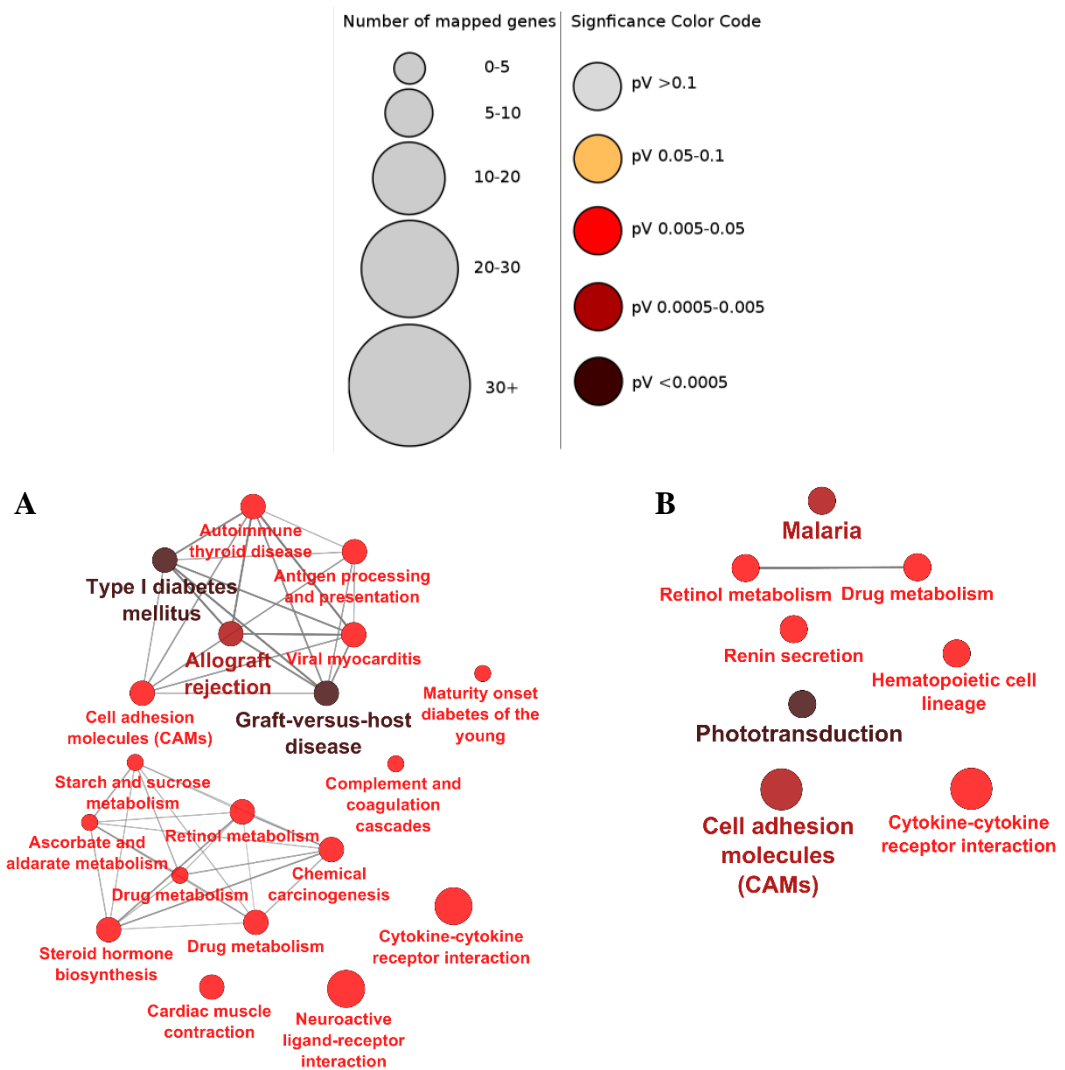 Number of mapped genes
Signficance Color Code
0-5
pV >0.1
5-10
pV 0.05-0.1
10-20
pV 0.005-0.05
20-30
pV 0.0005-0.005
30+
pV <0.0005
A
Autoimmune
thyroid disease
Antigen processing
and presentation
Type I diabetes
mellitus
Viral myocarditis
Allograft
rejection
Cell adhesion
molecules (CAMs)
Graft-versus-host
disease
Maturity onset
diabetes of the
young
Starch and sucrose
metabolism
Complement and
coagulation
cascades
Ascorbate and
aldarate metabolism
Retinol metabolism
Chemical
carcinogenesis
Drug metabolism
Steroid hormone
biosynthesis
Drug metabolism
Cytokine-cytokine
receptor interaction
Cardiac muscle
contraction
Neuroactive
ligand-receptor
interaction
B
Malaria
Retinol metabolism
Drug metabolism
Renin secretion
Hematopoietic cell
lineage
Phototransduction
Cell adhesion
molecules
(CAMs)
Cytokine-cytokine
receptor interaction